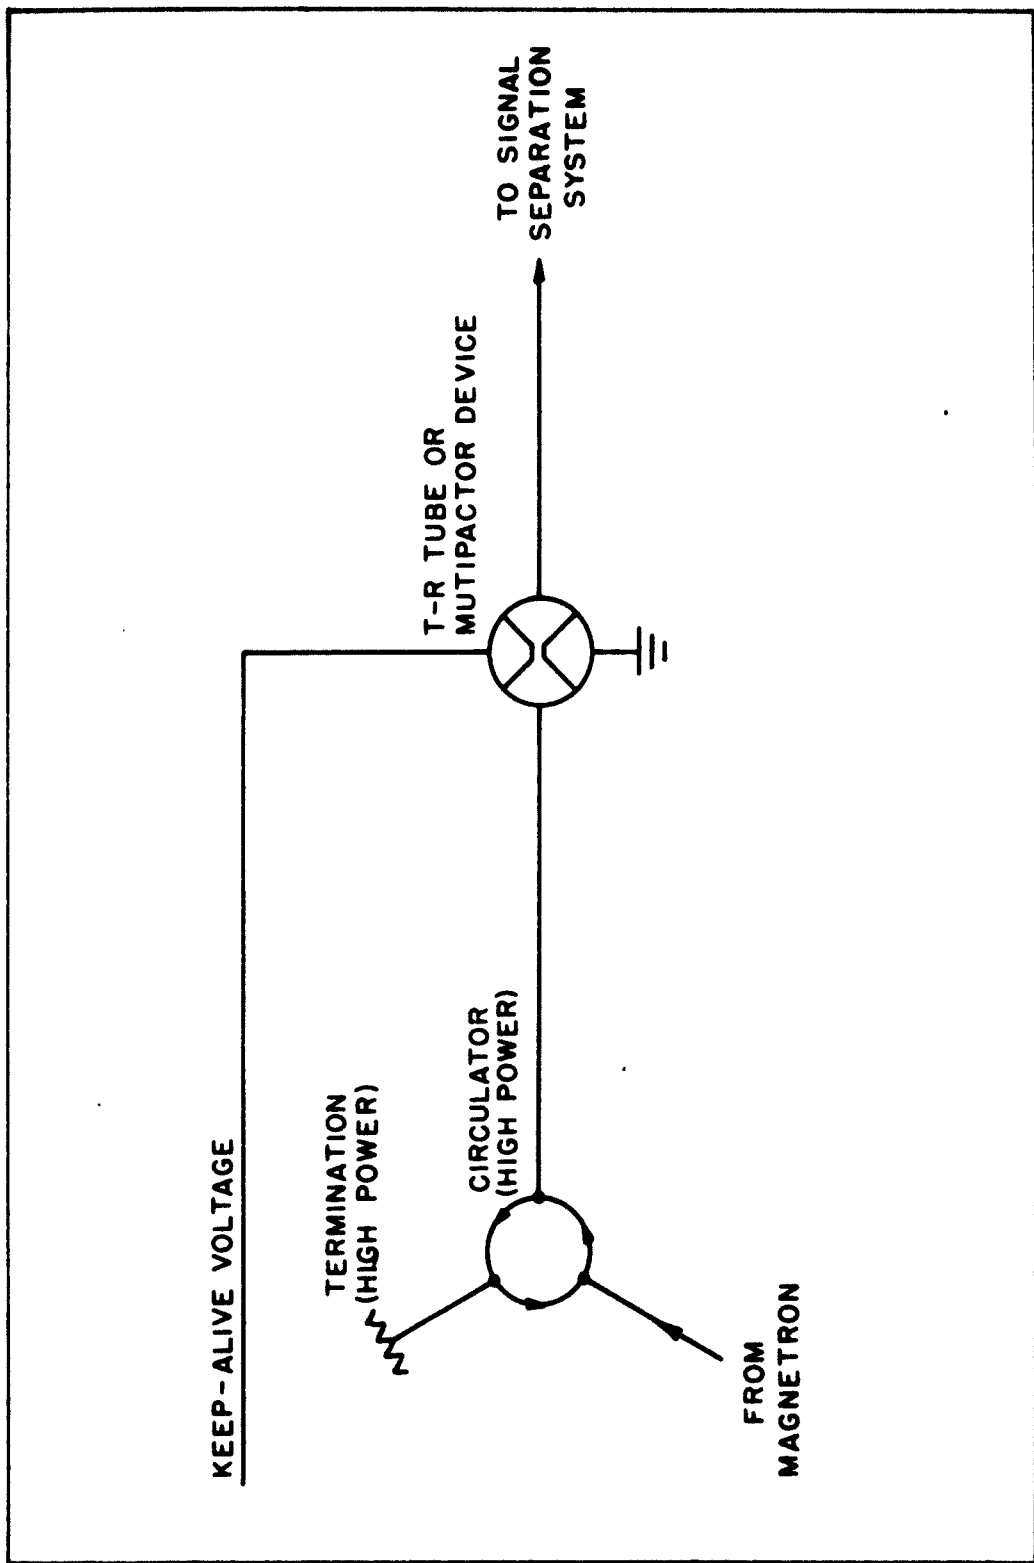 KEEP-ALIVE VOLTAGE
TERMINATION
(HIGH POWER)
CIRCULATOR
(HIGH POWER)
FROM
MAGNETRON
T-R TUBE OR
MUTIPACTOR DEVICE
TO SIGNAL
SEPARATION
SYSTEM